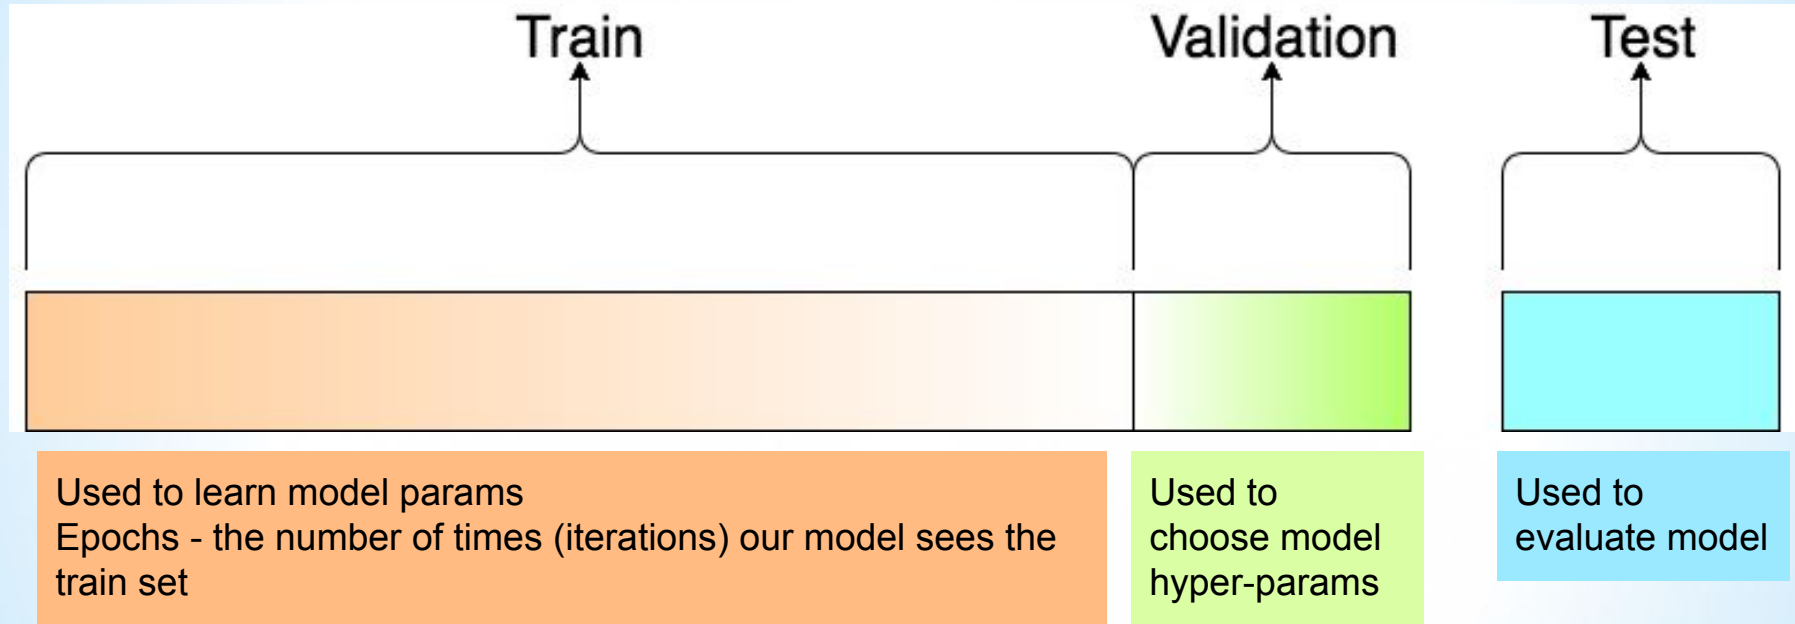 Train
Validation
Test
Used to learn model params
Epochs - the number of times (iterations) our model sees the
train set
Used to
choose model
hyper-params
Used to
evaluate model